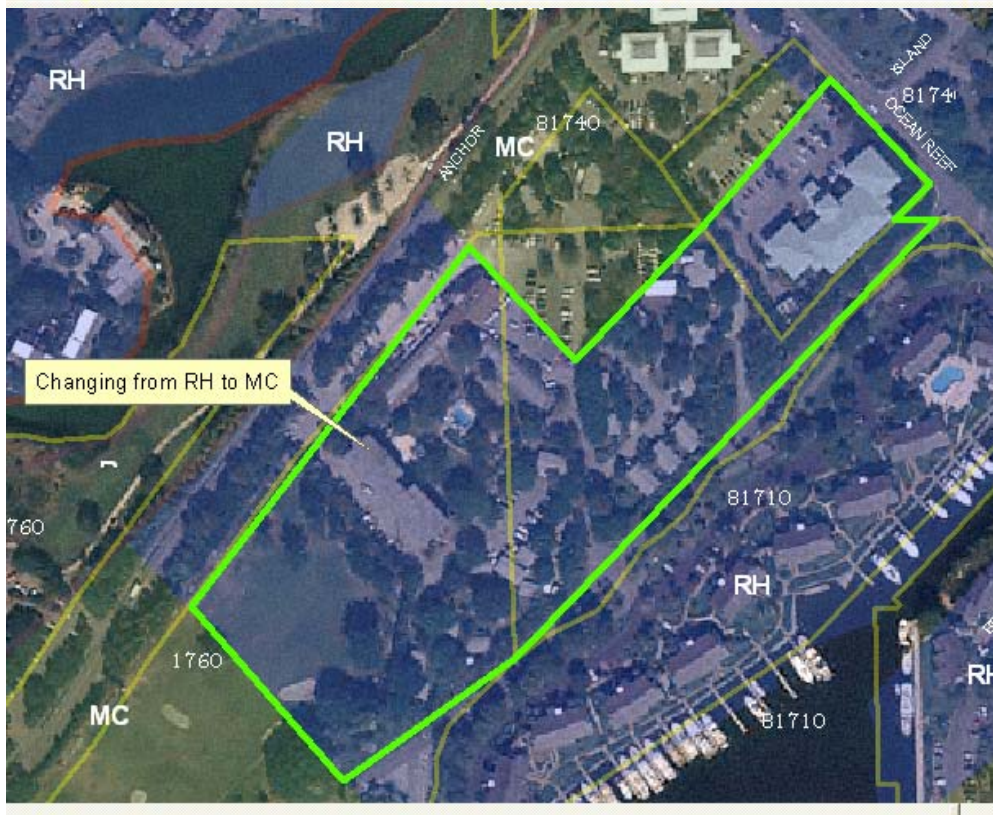 RH
RH
ANCHOR
MC
81740
ISLAND
8174
OCEAN REEF
Changing from RH to MC
760
81710
RH
1760
MC
81710
RH